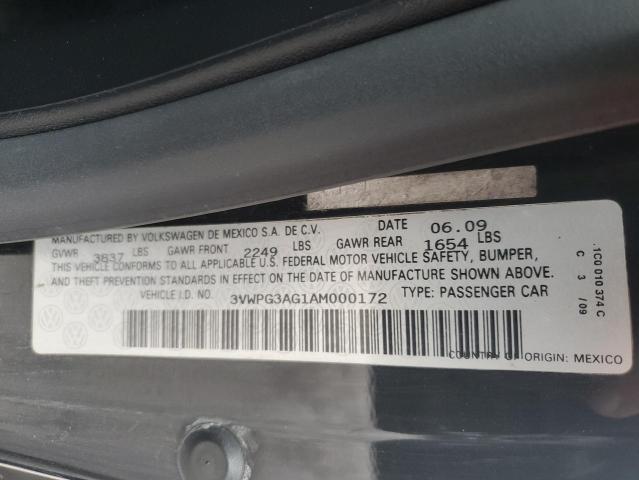 MANUFACTURED BY VOLKSWAGEN DE MEXICO S.A. DE C.V. DATE 06.09
GVWR 3837 LBS GAWR FRONT 2249 LBS GAWR REAR 1654 LBS
THIS VEHICLE CONFORMS TO ALL APPLICABLE U.S. FEDERAL MOTOR VEHICLE SAFETY, BUMPER,
AND THEFT PREVENTION STANDARDS IN EFFECT ON THE DATE OF MANUFACTURE SHOWN ABOVE.
VEHICLE I.D. NO.: 3VWPG3AG1AM000172 TYPE: PASSENGER CAR
COUNTRY OF ORIGIN: MEXICO
1C0 010 374 C
C 3 /09